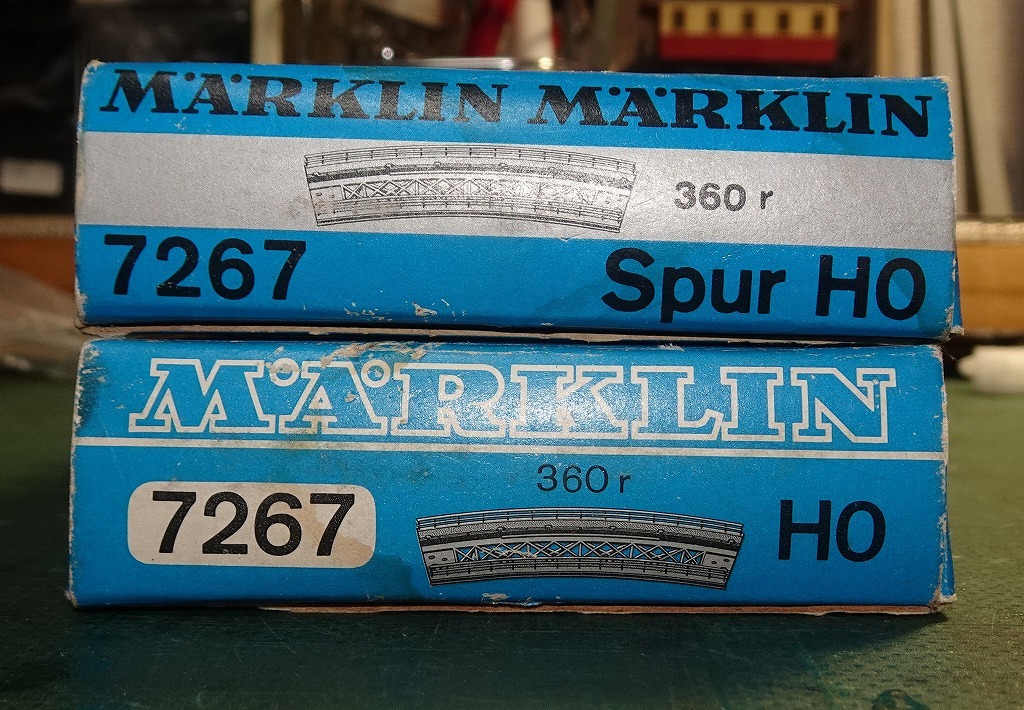 MÄRKLIN MÄRKLIN
360 r
7267 Spur H0
MÄRKLIN
360 r
7267 H0